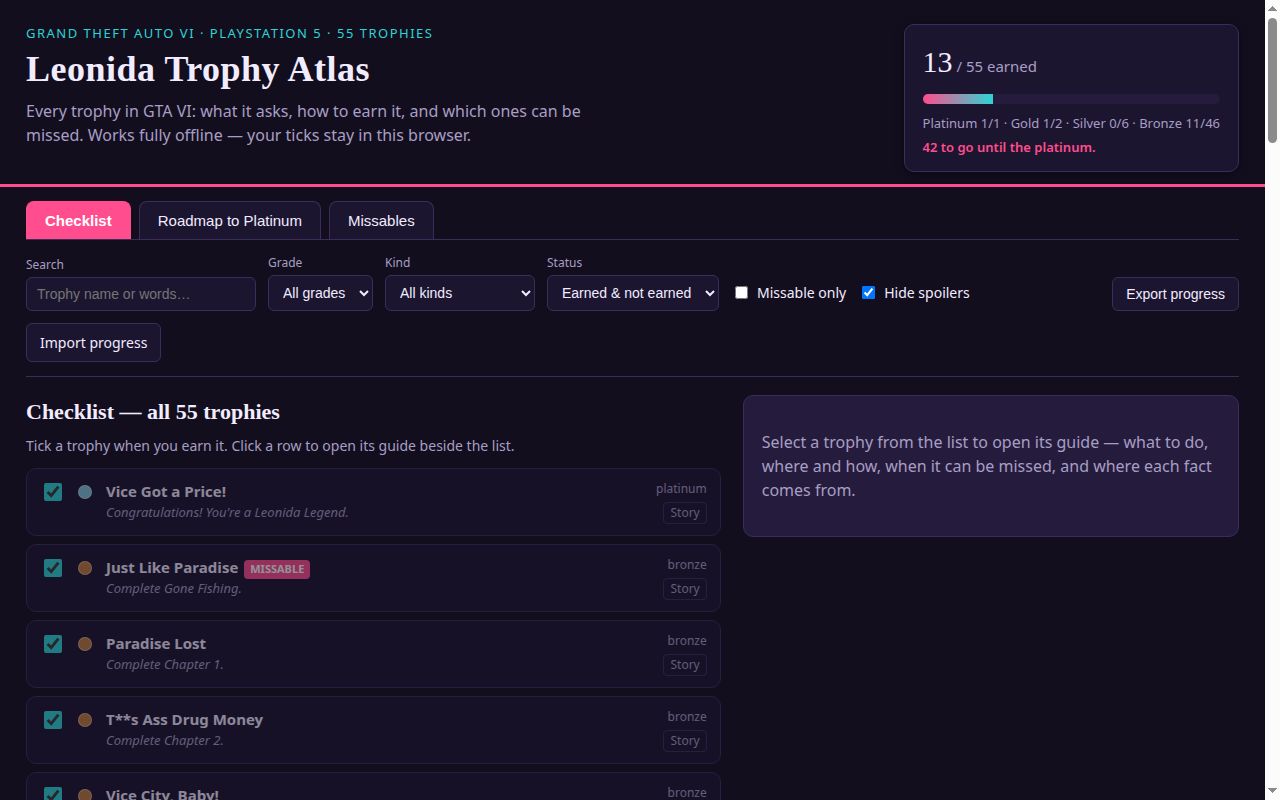 GRAND THEFT AUTO VI · PLAYSTATION 5 · 55 TROPHIES
Leonida Trophy Atlas
Every trophy in GTA VI: what it asks, how to earn it, and which ones can be
missed. Works fully offline — your ticks stay in this browser.
13 / 55 earned
Platinum 1/1 · Gold 1/2 · Silver 0/6 · Bronze 11/46
42 to go until the platinum.
Checklist
Roadmap to Platinum
Missables
Search
Trophy name or words…
Grade
All grades
Kind
All kinds
Status
Earned & not earned
Missable only
Hide spoilers
Export progress
Import progress
Checklist — all 55 trophies
Tick a trophy when you earn it. Click a row to open its guide beside the list.
Vice Got a Price!
Congratulations! You're a Leonida Legend.
platinum
Story
Just Like Paradise MISSABLE
Complete Gone Fishing.
bronze
Story
Paradise Lost
Complete Chapter 1.
bronze
Story
T**s Ass Drug Money
Complete Chapter 2.
bronze
Story
Vice City, Baby!
bronze
Select a trophy from the list to open its guide — what to do,
where and how, when it can be missed, and where each fact
comes from.